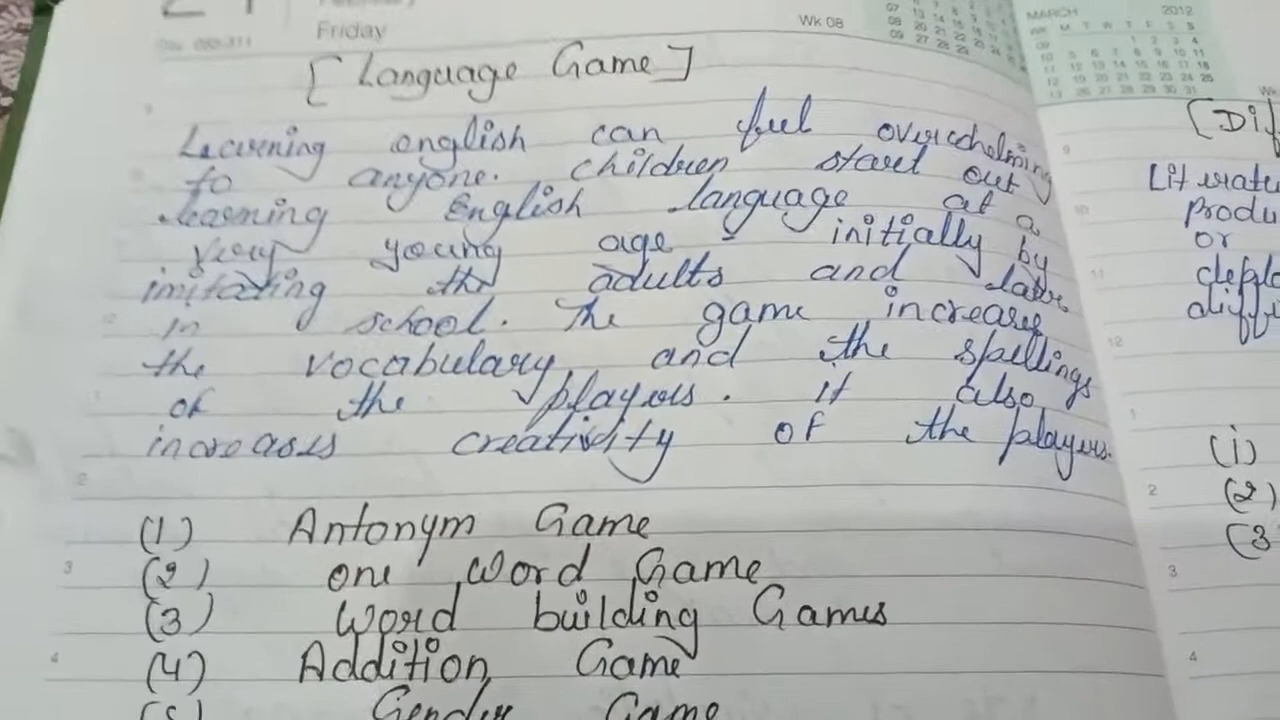 Friday
Wk 08
[Language Game]
Learning english can feel overwhelming
to anyone. children start out
learning English language at a
very young age initially by
imitating the adults and later
in school. The game increases
the vocabulary and the spellings
of the players. it also
increases creativity of the players.
(1) Antonym Game
(2) one word Game
(3) Word building Games
(4) Addition Game
(5) Gender Game
MARCH 2012
[Dif
Literatu
produ
or
(i)
(2)
(3